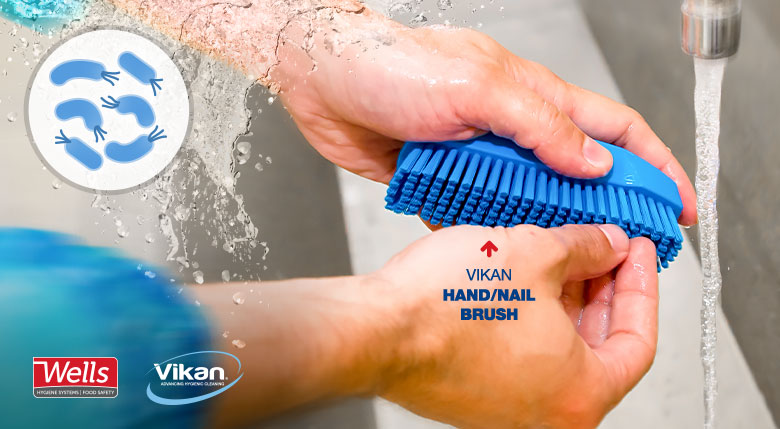 VIKAN
HAND/NAIL
BRUSH
Wells
HYGIENE SYSTEMS | FOOD SAFETY
Vikan®
ADVANCING HYGIENIC CLEANING